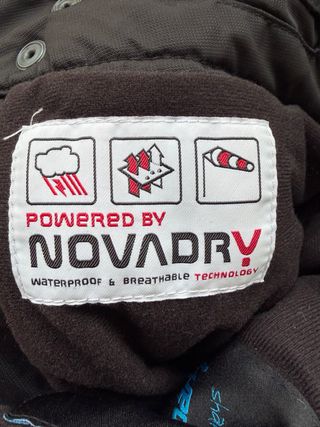 POWERED BY
NOVADRY
WATERPROOF & BREATHABLE TECHNOLOGY